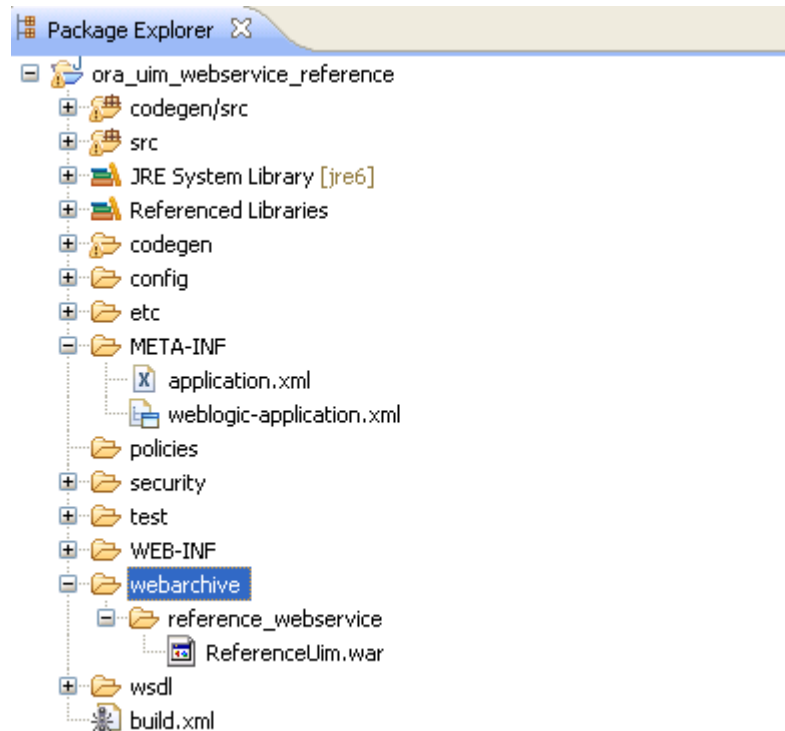 Package Explorer
ora_uim_webservice_reference
codegen/src
src
JRE System Library [jre6]
Referenced Libraries
codegen
config
etc
META-INF
application.xml
weblogic-application.xml
policies
security
test
WEB-INF
webarchive
reference_webservice
ReferenceUim.war
wsdl
build.xml